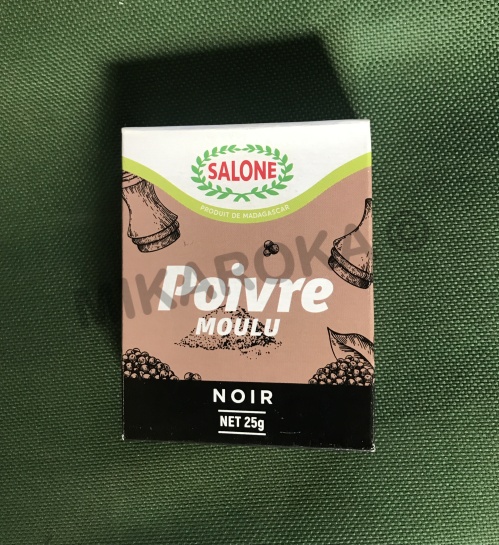 SALONE
PRODUIT DE MADAGASCAR
Poivre
MOULU
NOIR
NET 25g